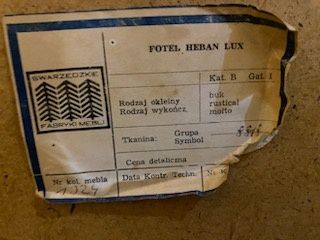 FOTEL HEBAN LUX
SWARZĘDZKIE
FABRYKI MEBLI
Kat. B Gat. I
Rodzaj okleiny buk
Rodzaj wykończ. rustical
molto
Tkanina: Grupa
Symbol
Cena detaliczna
Nr kol. mebla Data Kontr. Techn.